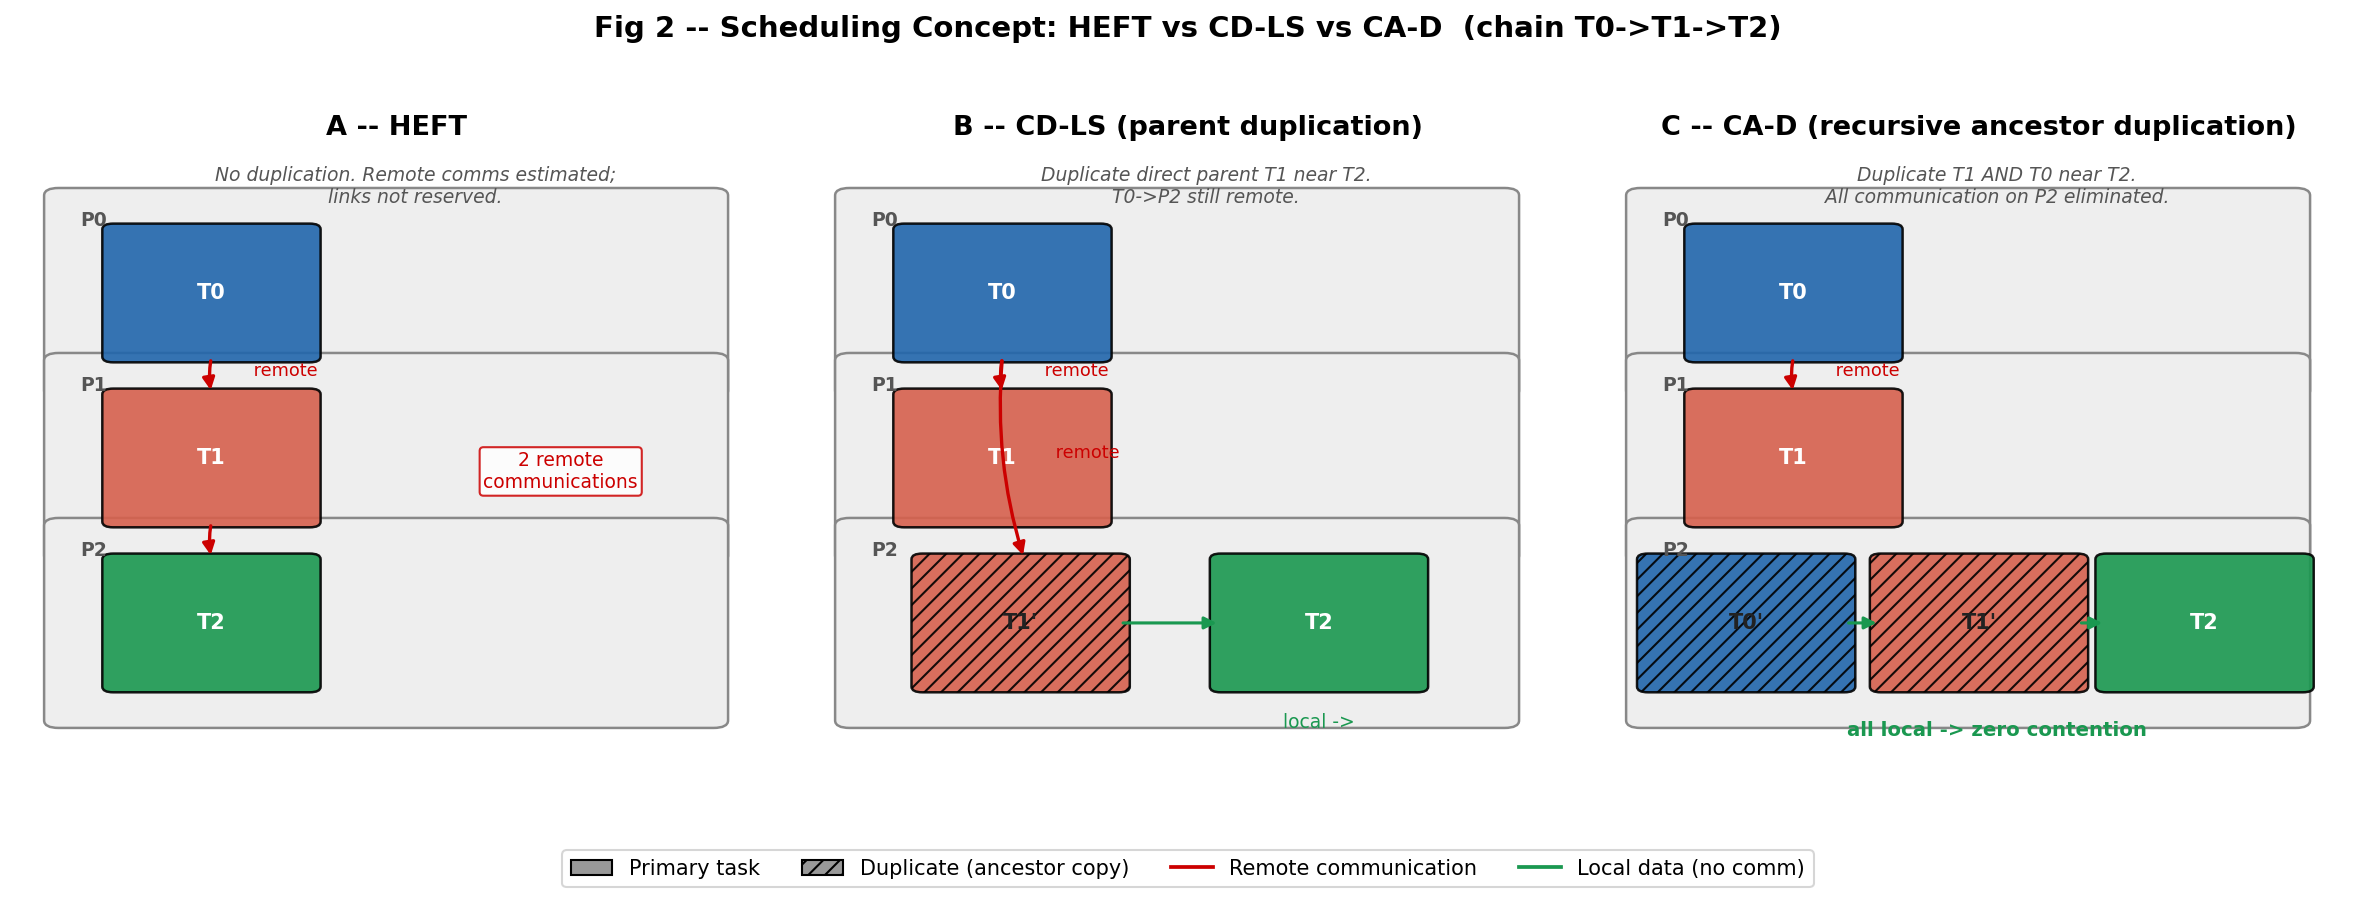 Fig 2 -- Scheduling Concept: HEFT vs CD-LS vs CA-D (chain T0->T1->T2)
A -- HEFT
No duplication. Remote comms estimated;
links not reserved.
P0
T0
remote
P1
T1
2 remote
communications
P2
T2
B -- CD-LS (parent duplication)
Duplicate direct parent T1 near T2.
T0->P2 still remote.
P0
T0
remote
P1
T1
remote
P2
T1'
T2
local ->
C -- CA-D (recursive ancestor duplication)
Duplicate T1 AND T0 near T2.
All communication on P2 eliminated.
P0
T0
remote
P1
T1
P2
T0'
T1'
T2
all local -> zero contention
Primary task
Duplicate (ancestor copy)
Remote communication
Local data (no comm)